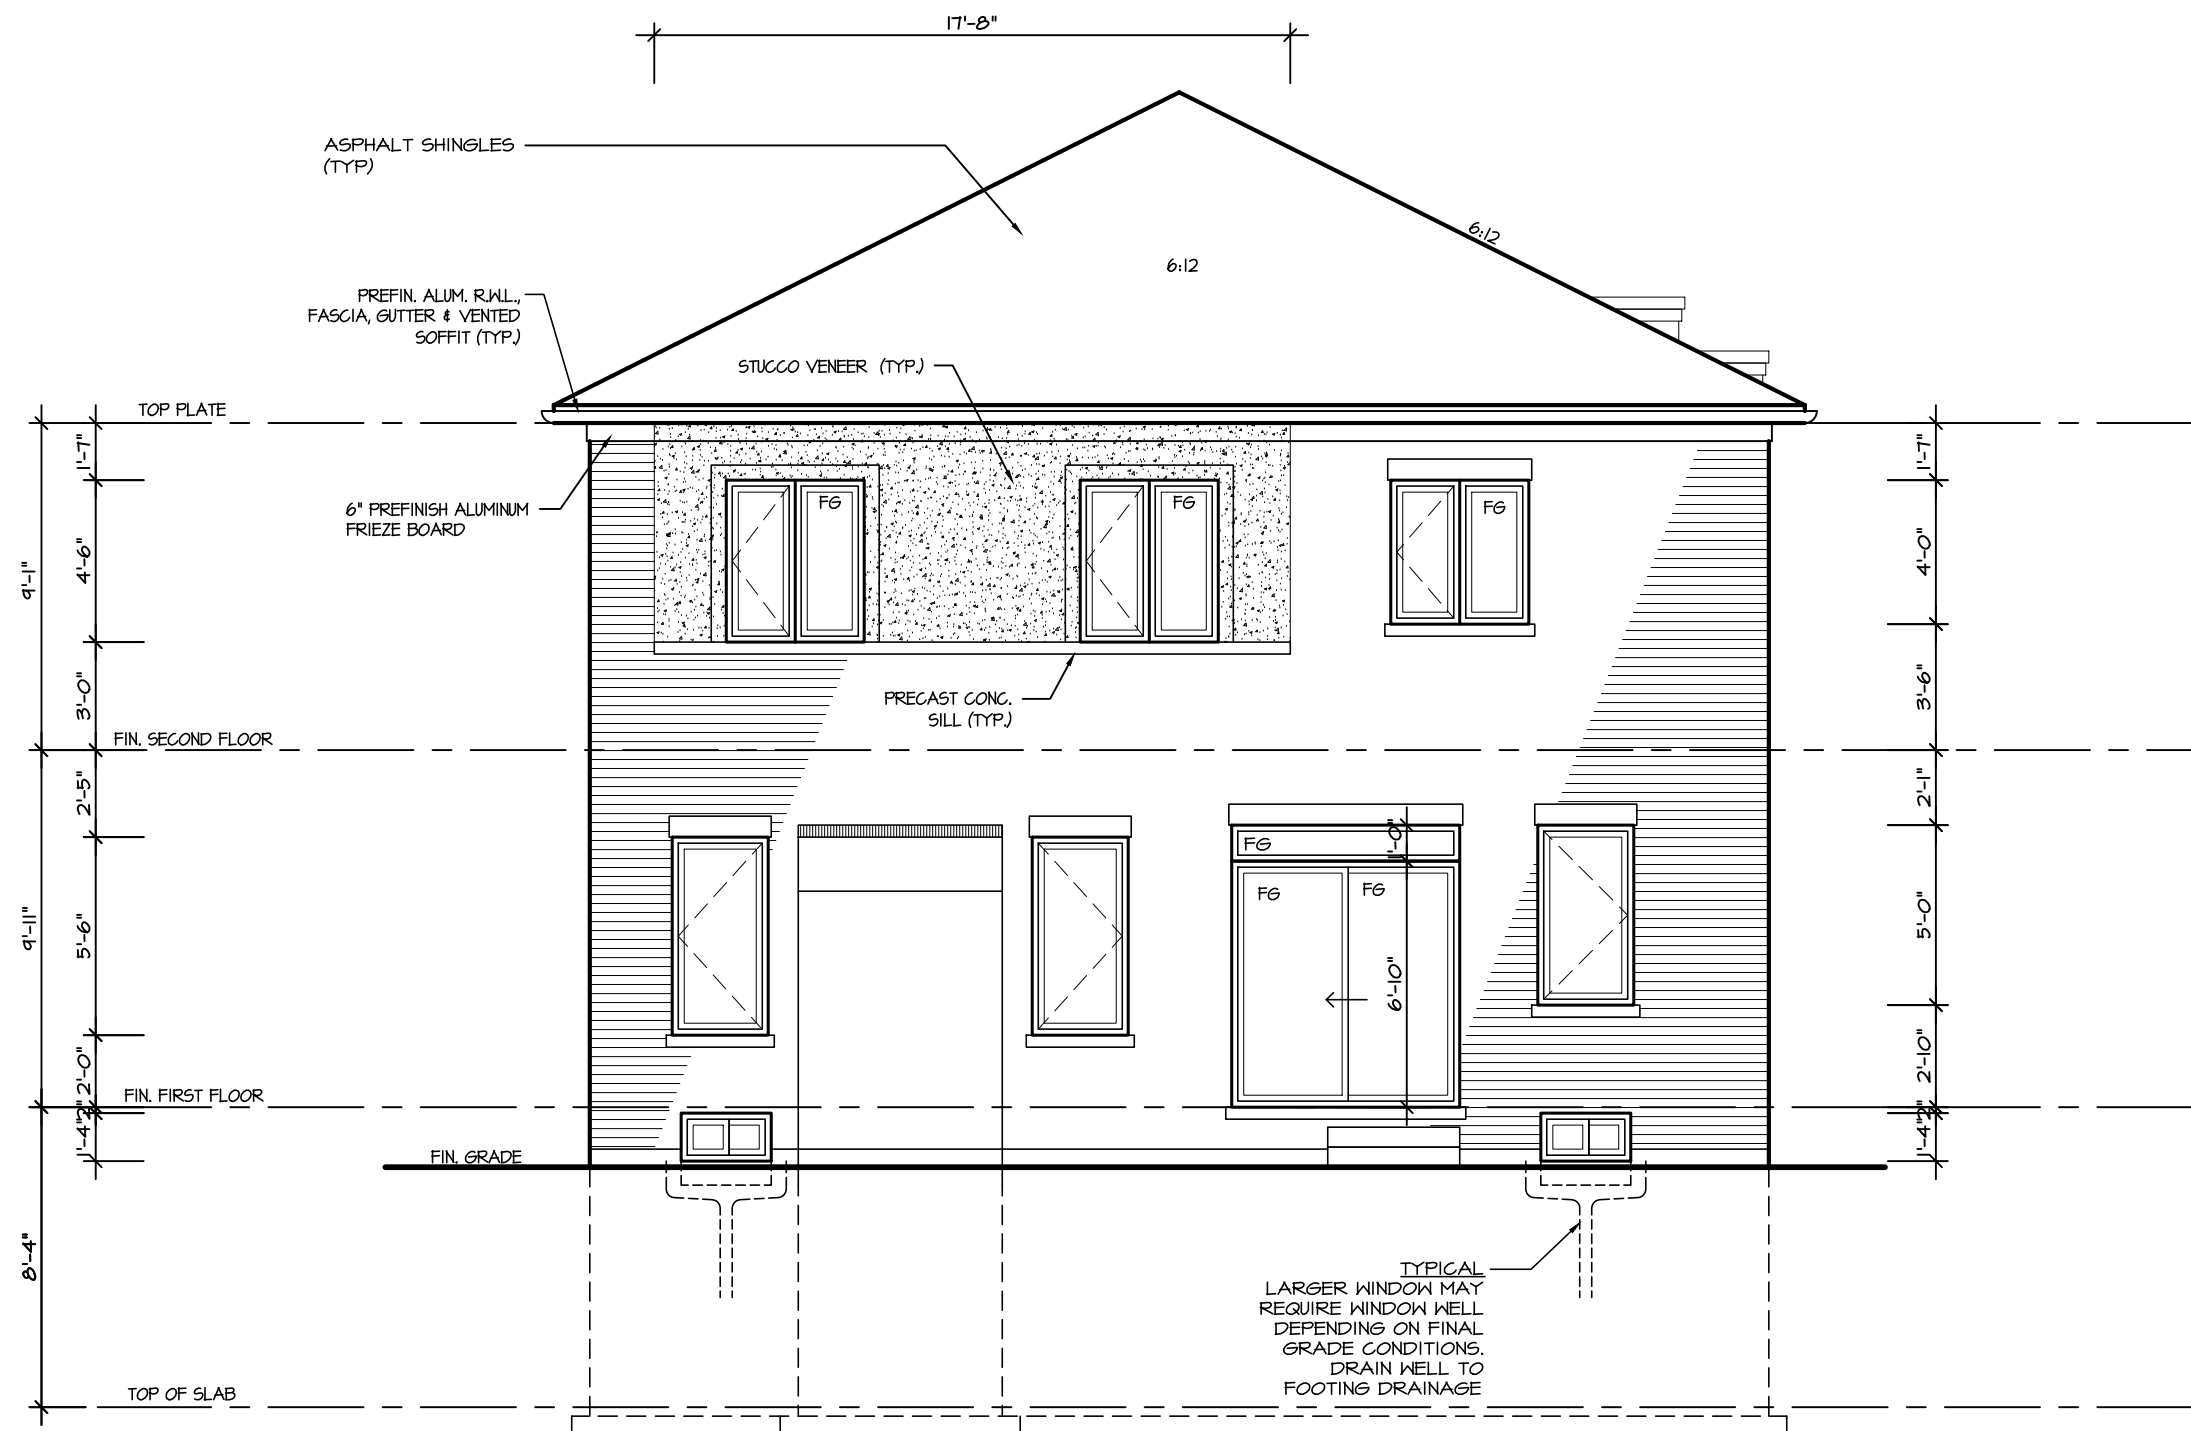 17'-8"
ASPHALT SHINGLES
(TYP)
6:12
6:12
PREFIN. ALUM. R.W.L.,
FASCIA, GUTTER & VENTED
SOFFIT (TYP.)
STUCCO VENEER (TYP.)
TOP PLATE
1'-7"
1'-7"
FG
FG
FG
6" PREFINISH ALUMINUM
FRIEZE BOARD
4'-6"
4'-0"
9'-1"
3'-0"
3'-6"
PRECAST CONC.
SILL (TYP.)
FIN. SECOND FLOOR
2'-5"
2'-1"
FG
1'-0"
FG
FG
9'-11"
5'-6"
5'-0"
6'-10"
2'-0"
2'-10"
FIN. FIRST FLOOR
2"
2"
1'-4"
1'-4"
FIN. GRADE
8'-4"
TYPICAL
LARGER WINDOW MAY
REQUIRE WINDOW WELL
DEPENDING ON FINAL
GRADE CONDITIONS.
DRAIN WELL TO
FOOTING DRAINAGE
TOP OF SLAB